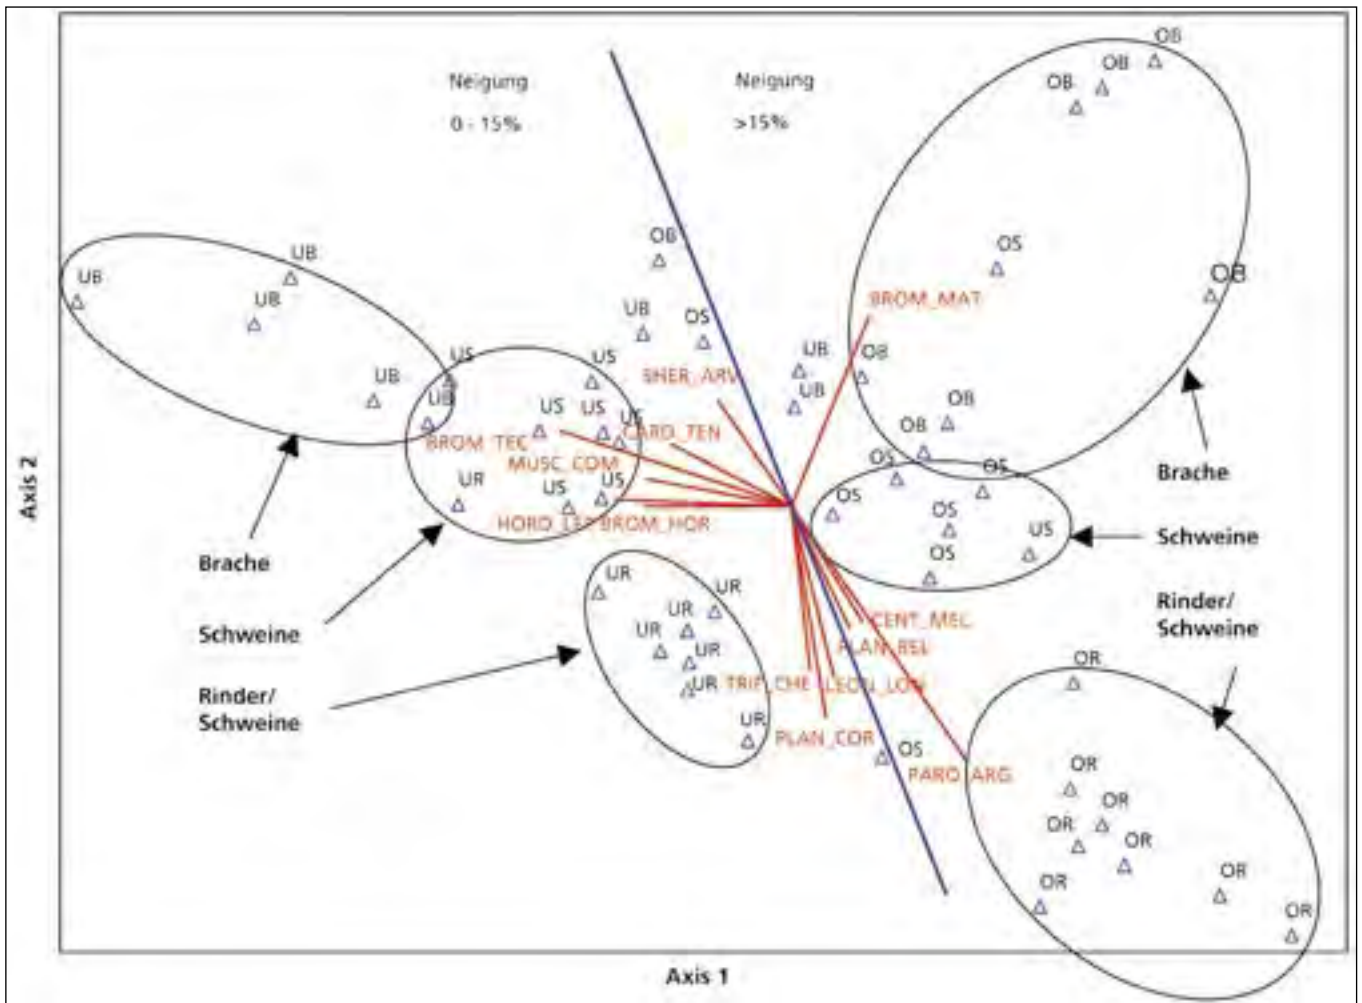 Neigung
0 - 15%
Neigung
>15%
OB
OB
OB
OB
OS
OB
UB
UB
UB
UB
OS
BROM_MAT
UB
OB
SHER_ARV
UB
UB
US
US
UB
US
US
US
CARD_TEN
OB
OB
BROM_TEC
MUSC_COM
OS
OS
UR
US
US
OS
OS
US
HORD_LEP
BROM_HOR
OS
Brache
Schweine
Rinder/
Schweine
Brache
Schweine
Rinder/
Schweine
UR
UR
UR
UR
UR
UR
UR
CENT_MEL
PLAN_BEL
TRIF_CHE
LEON_LON
PLAN_COR
OS
PARO_ARG
OR
OR
OR
OR
OR
OR
OR
OR
Axis 2
Axis 1